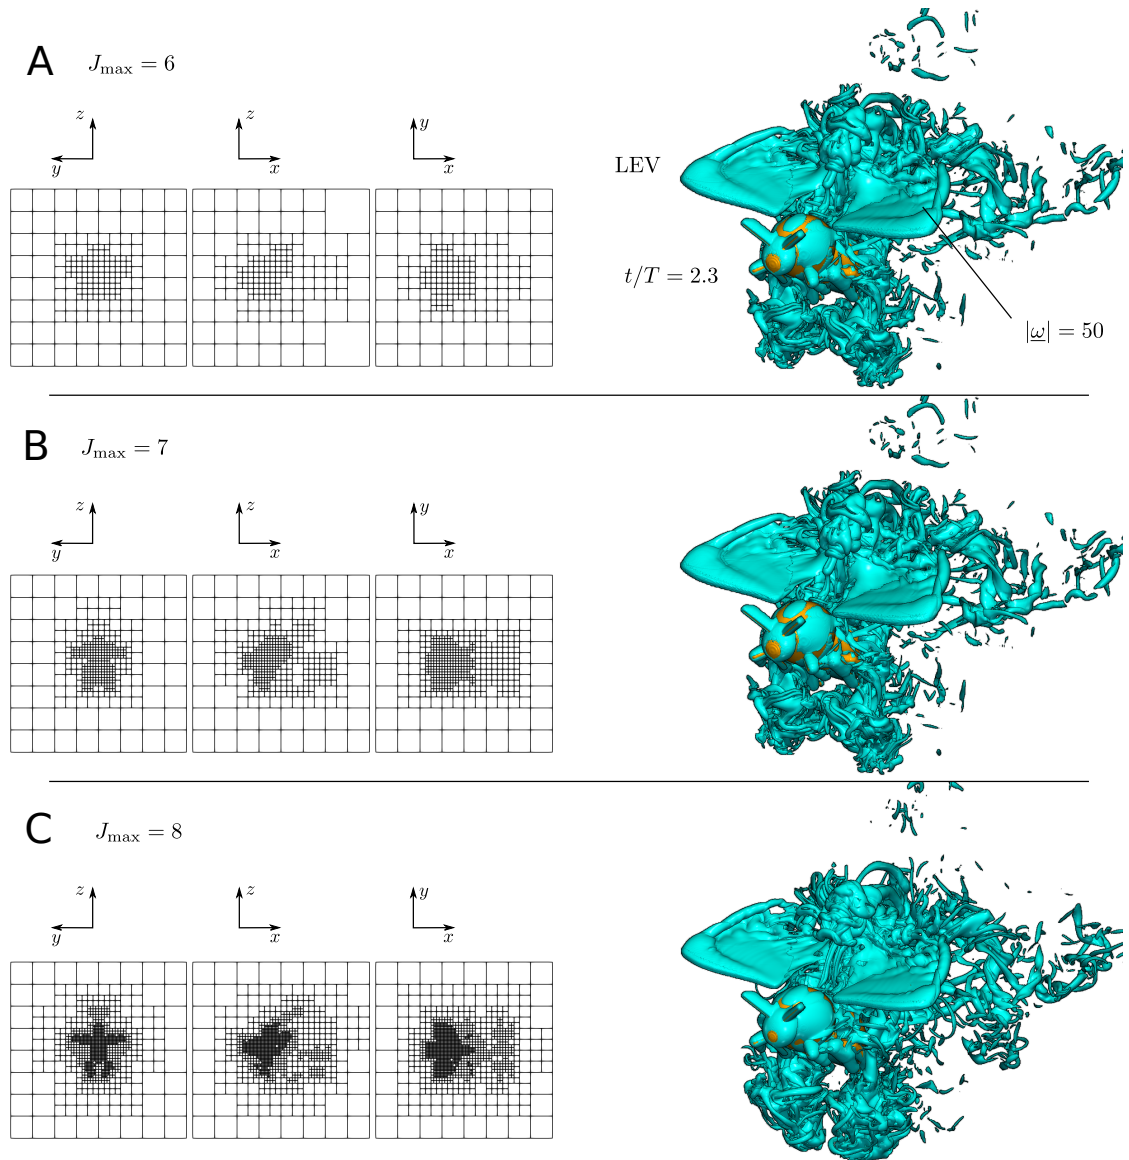 A
J_max = 6
z
z
y
y
x
x
LEV
t/T = 2.3
|ω| = 50
B
J_max = 7
z
z
y
y
x
x
C
J_max = 8
z
z
y
y
x
x